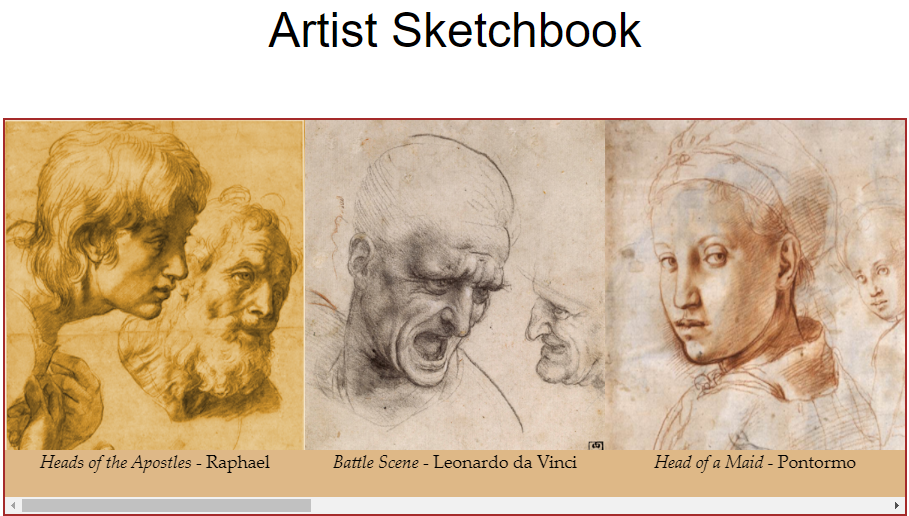 Artist Sketchbook
Heads of the Apostles - Raphael
Battle Scene - Leonardo da Vinci
Head of a Maid - Pontormo